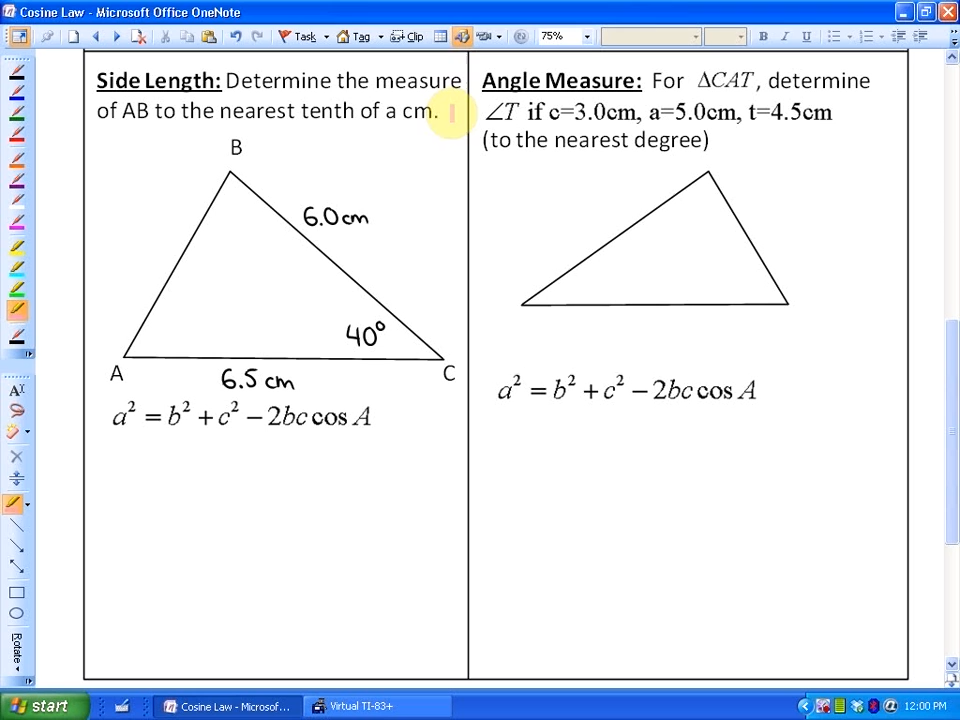 Cosine Law - Microsoft Office OneNote
Task Tag Clip 75% B I U
Side Length: Determine the measure
of AB to the nearest tenth of a cm.
B
6.0 cm
40°
A
6.5 cm
C
a² = b² + c² − 2bc cos A
Angle Measure: For ΔCAT, determine
∠T if c=3.0cm, a=5.0cm, t=4.5cm
(to the nearest degree)
a² = b² + c² − 2bc cos A
A
Rotate
start Cosine Law - Microsof... Virtual TI-83+ 12:00 PM